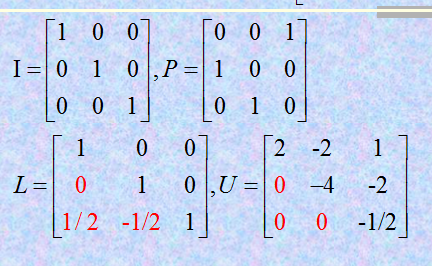 I = [1 0 0; 0 1 0; 0 0 1], P = [0 0 1; 1 0 0; 0 1 0]
L = [1 0 0; 0 1 0; 1/2 -1/2 1], U = [2 -2 1; 0 –4 -2; 0 0 -1/2]